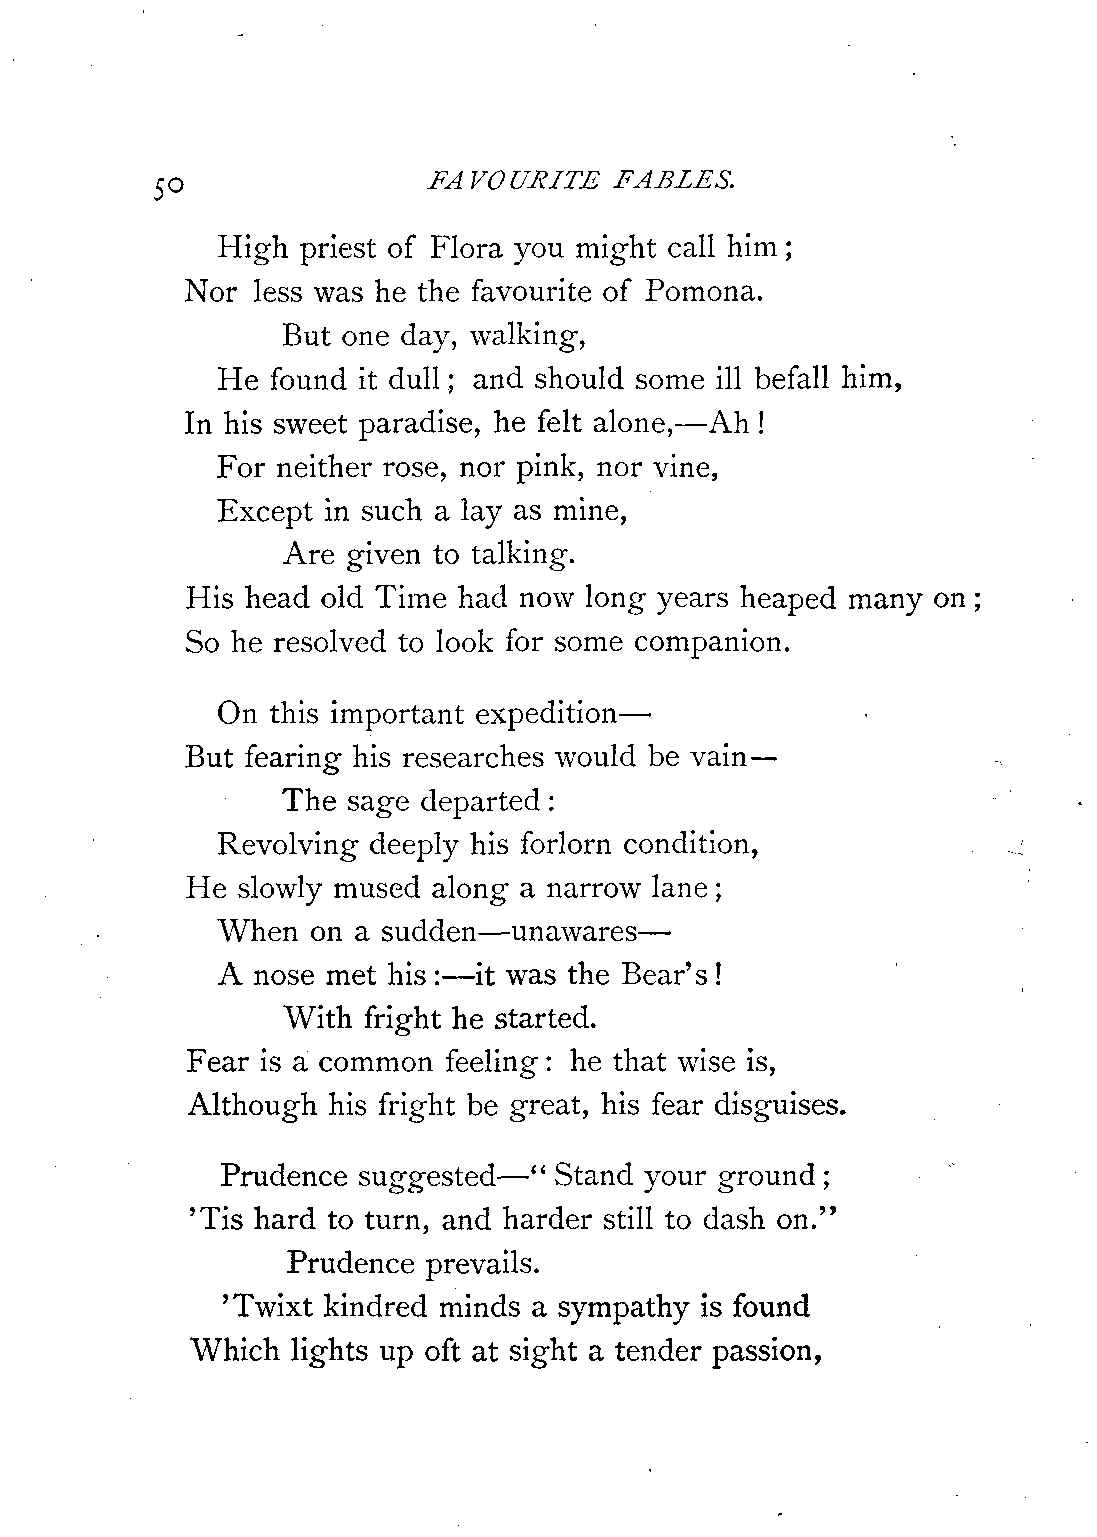 50 FAVOURITE FABLES.
High priest of Flora you might call him;
Nor less was he the favourite of Pomona.
But one day, walking,
He found it dull; and should some ill befall him,
In his sweet paradise, he felt alone,—Ah!
For neither rose, nor pink, nor vine,
Except in such a lay as mine,
Are given to talking.
His head old Time had now long years heaped many on;
So he resolved to look for some companion.
On this important expedition—
But fearing his researches would be vain—
The sage departed:
Revolving deeply his forlorn condition,
He slowly mused along a narrow lane;
When on a sudden—unawares—
A nose met his:—it was the Bear's!
With fright he started.
Fear is a common feeling: he that wise is,
Although his fright be great, his fear disguises.
Prudence suggested—"Stand your ground;
'Tis hard to turn, and harder still to dash on."
Prudence prevails.
'Twixt kindred minds a sympathy is found
Which lights up oft at sight a tender passion,